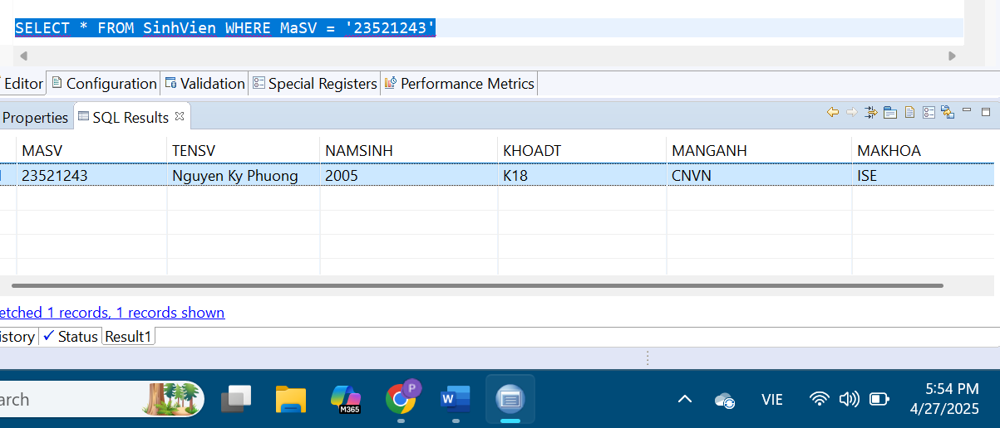 SELECT * FROM SinhVien WHERE MaSV = '23521243'
Editor Configuration Validation Special Registers Performance Metrics
Properties SQL Results
MASV TENSV NAMSINH KHOADT MANGANH MAKHOA
23521243 Nguyen Ky Phuong 2005 K18 CNVN ISE
etched 1 records, 1 records shown
istory Status Result1
arch M365 P W VIE 5:54 PM
4/27/2025